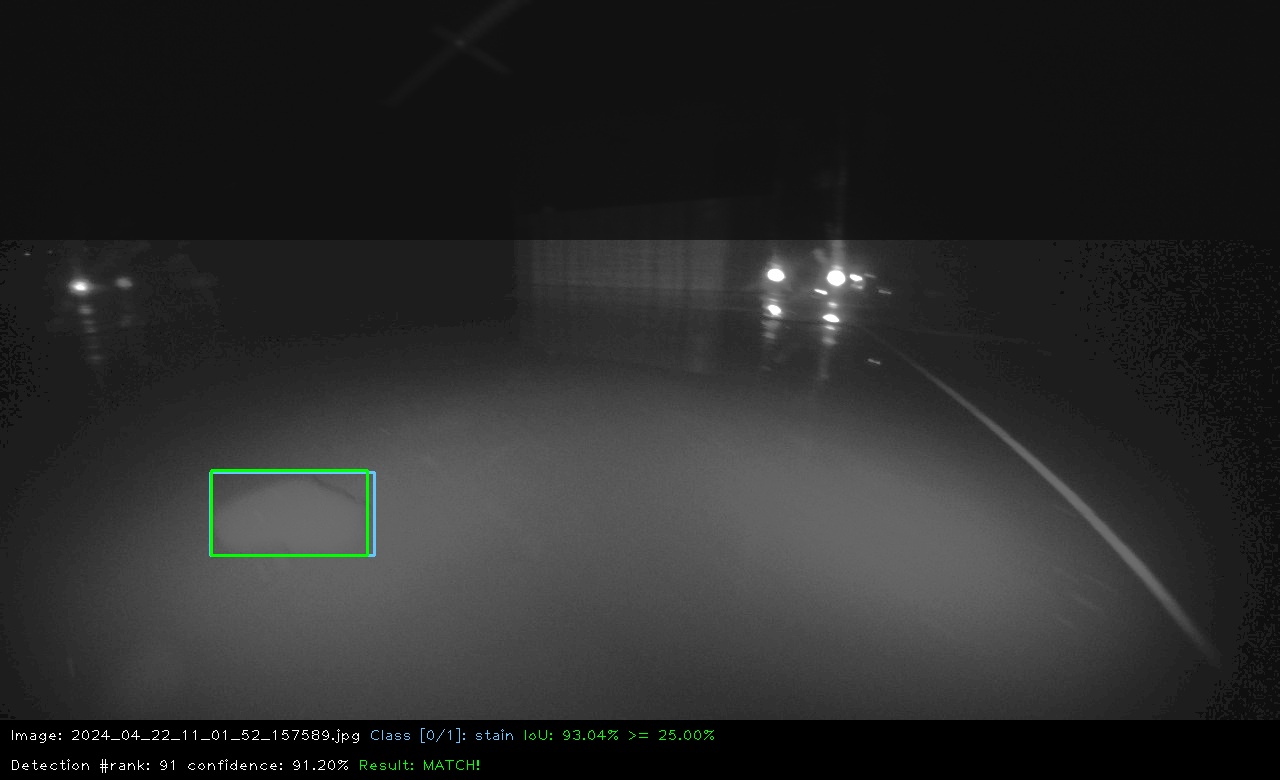 Image: 2024_04_22_11_01_52_157589.jpg Class [0/1]: stain IoU: 93.04% >= 25.00%
Detection #rank: 91 confidence: 91.20% Result: MATCH!